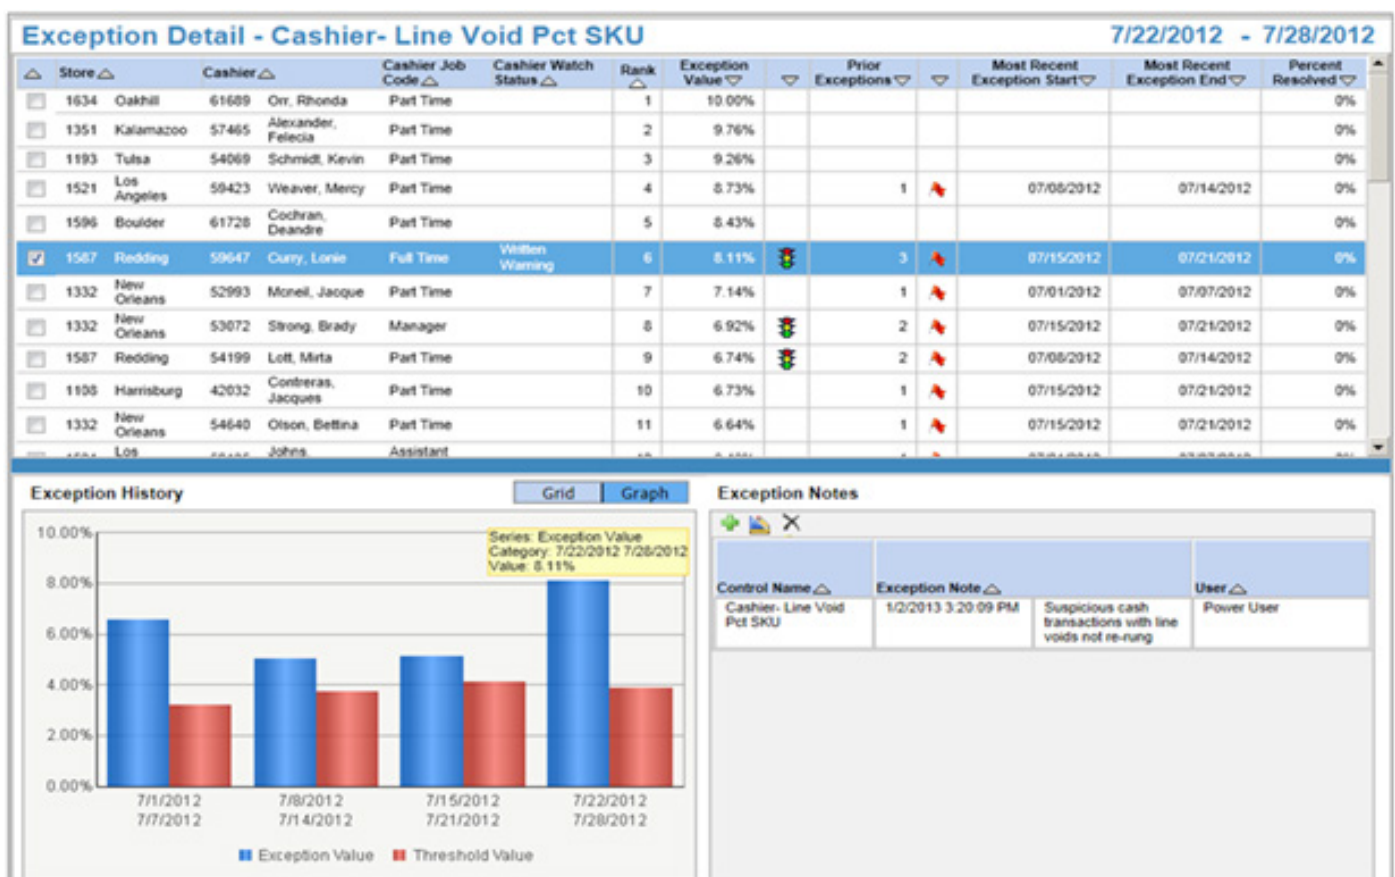 Exception Detail - Cashier- Line Void Pct SKU 7/22/2012 - 7/28/2012
Store Cashier Cashier Job Code Cashier Watch Status Rank Exception Value Prior Exceptions Most Recent Exception Start Most Recent Exception End Percent Resolved
1634 Oakhill 61689 Orr, Rhonda Part Time 1 10.00% 0%
1351 Kalamazoo 57465 Alexander, Felecia Part Time 2 9.76% 0%
1193 Tulsa 54069 Schmidt, Kevin Part Time 3 9.26% 0%
1521 Los Angeles 59423 Weaver, Mercy Part Time 4 8.73% 1 07/08/2012 07/14/2012 0%
1596 Boulder 61728 Cochran, Deandre Part Time 5 8.43% 0%
1587 Redding 59647 Curry, Lonie Full Time Written Warning 6 8.11% 3 07/15/2012 07/21/2012 0%
1332 New Orleans 52993 Mcneil, Jacque Part Time 7 7.14% 1 07/01/2012 07/07/2012 0%
1332 New Orleans 53072 Strong, Brady Manager 8 6.92% 2 07/15/2012 07/21/2012 0%
1587 Redding 54199 Lott, Mirta Part Time 9 6.74% 2 07/08/2012 07/14/2012 0%
1108 Harrisburg 42032 Contreras, Jacques Part Time 10 6.73% 1 07/15/2012 07/21/2012 0%
1332 New Orleans 54640 Olson, Bettina Part Time 11 6.64% 1 07/15/2012 07/21/2012 0%
Los Johns, Assistant
Exception History Grid Graph
10.00%
8.00%
6.00%
4.00%
2.00%
0.00%
Series: Exception Value
Category: 7/22/2012 7/28/2012
Value: 8.11%
7/1/2012 7/8/2012 7/15/2012 7/22/2012
7/7/2012 7/14/2012 7/21/2012 7/28/2012
Exception Value Threshold Value
Exception Notes
Control Name Exception Note User
Cashier- Line Void 1/2/2013 3:20:09 PM Suspicious cash Power User
Pct SKU transactions with line
voids not re-rung